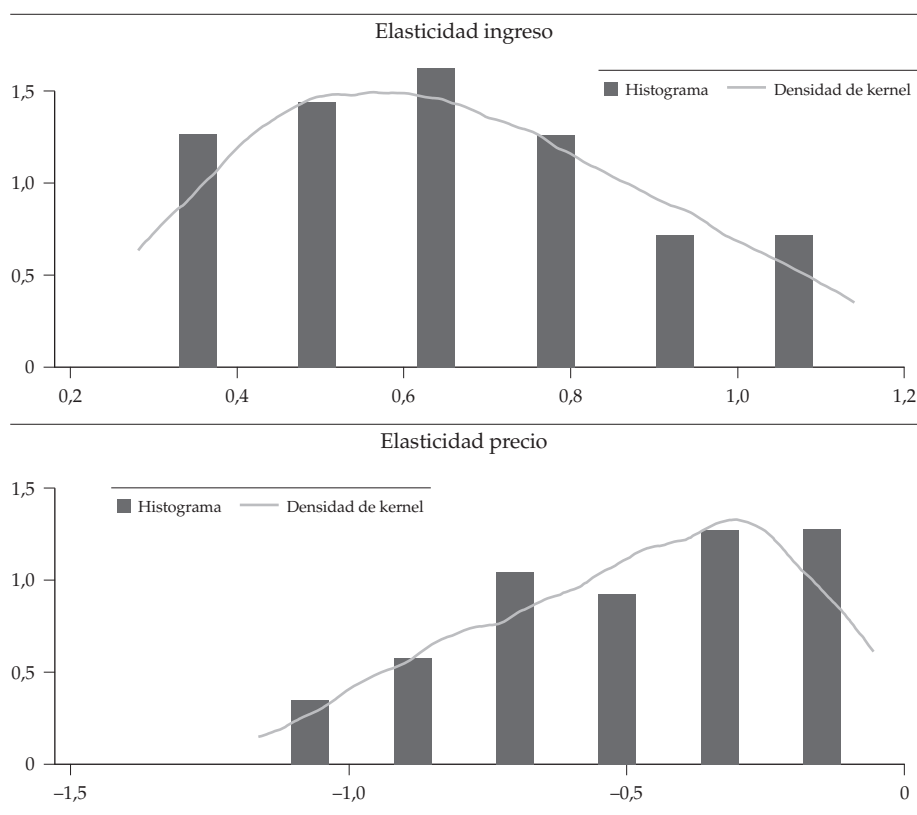 Elasticidad ingreso
Histograma Densidad de kernel
1,5
1,0
0,5
0
0,2 0,4 0,6 0,8 1,0 1,2
Elasticidad precio
Histograma Densidad de kernel
1,5
1,0
0,5
0
–1,5 –1,0 –0,5 0